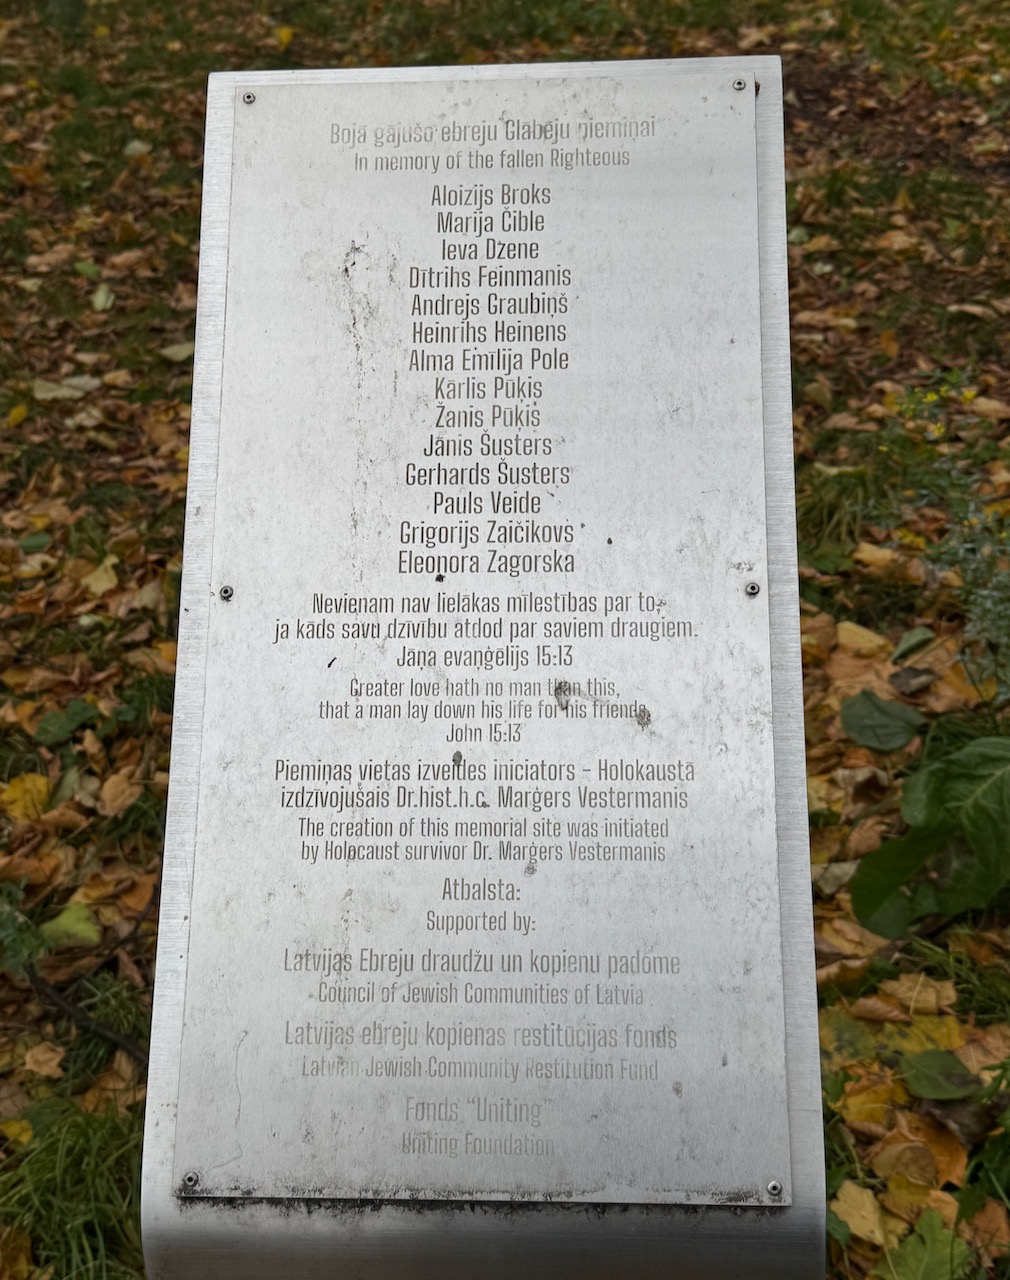 Bojā gājušo ebreju Glābēju piemiņai
In memory of the fallen Righteous
Aloizijs Broks
Marija Čible
Ieva Dzene
Dītrihs Feinmanis
Andrejs Graubiņš
Heinrihs Heinens
Alma Emīlija Pole
Kārlis Pūķis
Žanis Pūķis
Jānis Šusters
Gerhards Šusters
Pauls Veide
Grigorijs Zaičikovs
Eleonora Zagorska
Nevienam nav lielākas mīlestības par to,
ja kāds savu dzīvību atdod par saviem draugiem.
Jāņa evaņģēlijs 15:13
Greater love hath no man than this,
that a man lay down his life for his friends.
John 15:13
Piemiņas vietas izveides iniciators – Holokaustā
izdzīvojušais Dr.hist.h.c. Marģers Vestermanis
The creation of this memorial site was initiated
by Holocaust survivor Dr. Marģers Vestermanis
Atbalsta:
Supported by:
Latvijas Ebreju draudžu un kopienu padome
Council of Jewish Communities of Latvia
Latvijas ebreju kopienas restitūcijas fonds
Latvian Jewish Community Restitution Fund
Fonds "Uniting"
Uniting Foundation